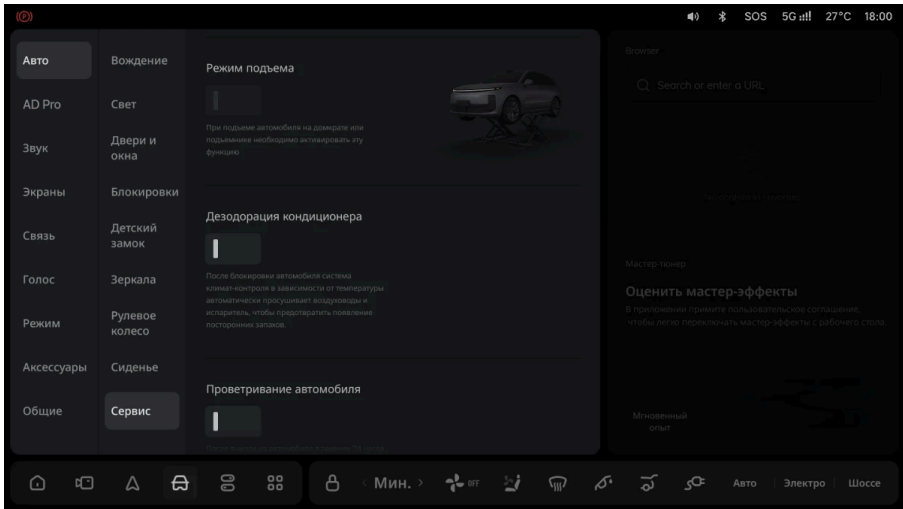 SOS 5G 27°C 18:00
Авто
AD Pro
Звук
Экраны
Связь
Голос
Режим
Аксессуары
Общие
Вождение
Свет
Двери и
окна
Блокировки
Детский
замок
Зеркала
Рулевое
колесо
Сиденье
Сервис
Режим подъема
При подъеме автомобиля на домкрате или
подъемнике необходимо активировать эту
функцию
Дезодорация кондиционера
После блокировки автомобиля система
климат-контроля в зависимости от температуры
автоматически просушивает воздуховоды и
испаритель, чтобы предотвратить появление
посторонних запахов.
Проветривание автомобиля
Browser
Search or enter a URL
Мастер-тюнер
Оценить мастер-эффекты
В приложении примите пользовательское соглашение,
чтобы легко переключать мастер-эффекты с рабочего стола
Мгновенный
опыт
Мин.
OFF
Авто
Электро
Шоссе